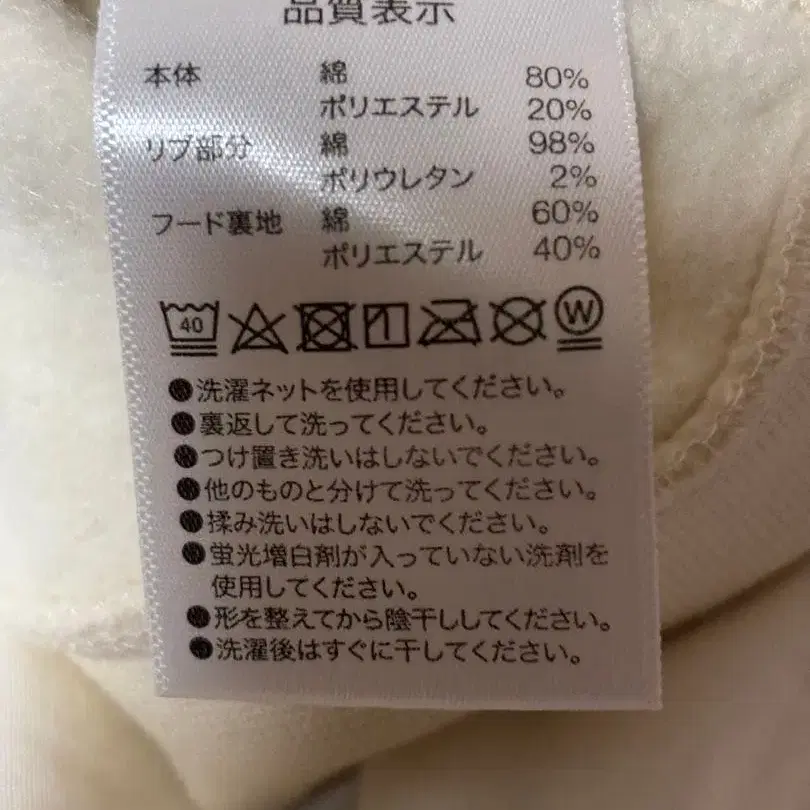 品質表示
本体 綿 80%
ポリエステル 20%
リブ部分 綿 98%
ポリウレタン 2%
フード裏地 綿 60%
ポリエステル 40%
40 W
●洗濯ネットを使用してください。
●裏返して洗ってください。
●つけ置き洗いはしないでください。
●他のものと分けて洗ってください。
●揉み洗いはしないでください。
●蛍光増白剤が入っていない洗剤を
使用してください。
●形を整えてから陰干ししてください。
●洗濯後はすぐに干してください。